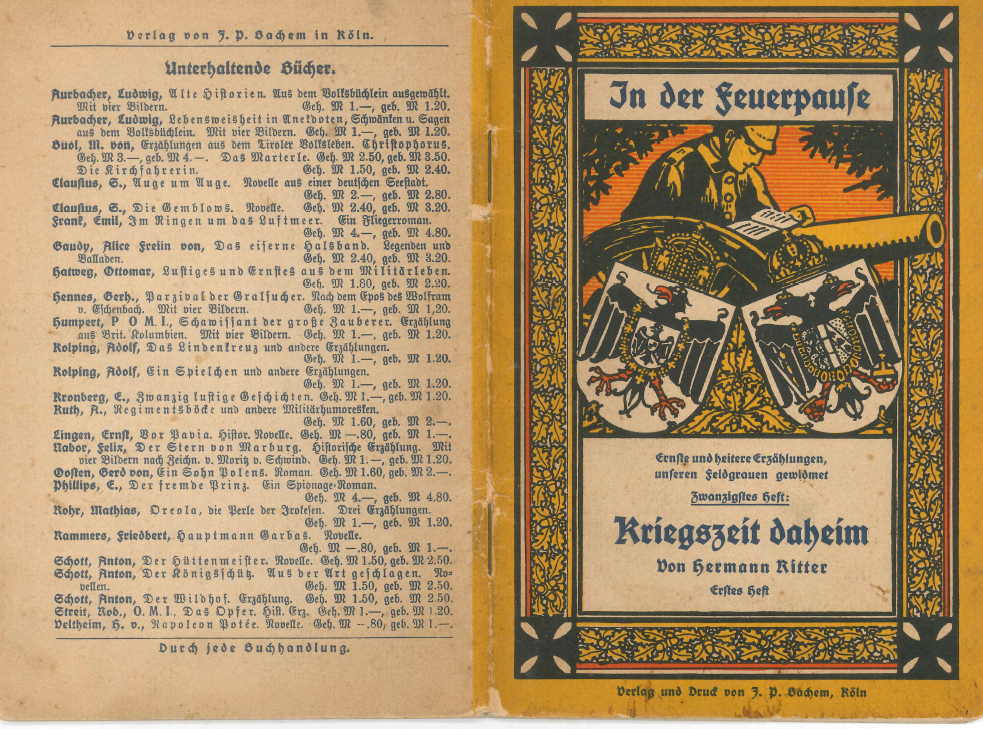 Verlag von J. P. Bachem in Köln.
Unterhaltende Bücher.
Aurbacher, Ludwig, Alte Historien. Aus dem Volksbüchlein ausgewählt.
Mit vier Bildern. Geh. M 1.—, geb. M 1.20.
Aurbacher, Ludwig, Lebensweisheit in Anekdoten, Schwänken u. Sagen
aus dem Volksbüchlein. Mit vier Bildern. Geh. M 1.—, geb. M 1.20.
Buol, M. von, Erzählungen aus dem Tiroler Volksleben. Christophorus.
Geh. M 3.—, geb. M 4.—. Das Marterle. Geh. M 2.50, geb. M 3.50.
Die Kirchfahrerin. Geh. M 1.50, geb. M 2.40.
Clausius, S., Auge um Auge. Novelle aus einer deutschen Seestadt.
Geh. M 2.—, geb. M 2.80.
Clausius, S., Die Gemblows. Novelle. Geh. M 2.40, geb. M 3.20.
Frank, Emil, Im Ringen um das Luftmeer. Ein Fliegerroman.
Geh. M 4.—, geb. M 4.80.
Gaudy, Alice Freiin von, Das eiserne Halsband. Legenden und
Balladen. Geh. M 2.40, geb. M 3.20.
Hatweg, Ottomar, Lustiges und Ernstes aus dem Militärleben.
Geh. M 1.60, geb. M 2.20.
Hennes, Gerh., Parzival der Gralsucher. Nach dem Epos des Wolfram
v. Eschenbach. Mit vier Bildern. Geh. M 1.—, geb. M 1,20.
Humpert, P O M I., Schawissant der große Zauberer. Erzählung
aus Brit. Kolumbien. Mit vier Bildern. Geh. M 1.—, geb. M 1.20.
Kolping, Adolf, Das Lindenkreuz und andere Erzählungen.
Geh. M 1.—, geb. M 1.20.
Kolping, Adolf, Ein Spielchen und andere Erzählungen.
Geh. M 1.—, geb. M 1.20.
Kronberg, E., Zwanzig lustige Geschichten. Geh. M 1.—, geb. M 1.20.
Ruth, A., Regimentsböcke und andere Militärhumoresken.
Geh. M 1.60, geb. M 2.—.
Lingen, Ernst, Vor Pavia. Histor. Novelle. Geh. M —.80, geb. M 1.—.
Nabor, Felix, Der Stern von Marburg. Historische Erzählung. Mit
vier Bildern nach Zeichn. v. Moritz v. Schwind. Geh. M 1.—, geb. M 1.20.
Oosten, Gerd von, Ein Sohn Polens. Roman. Geh. M 1.60, geb. M 2.—.
Phillips, E., Der fremde Prinz. Ein Spionage-Roman.
Geh. M 4.—, geb. M 4.80.
Rohr, Mathias, Oreola, die Perle der Irokesen. Drei Erzählungen.
Geh. M 1.—, geb. M 1.20.
Rammers, Friedbert, Hauptmann Garbas. Novelle.
Geh. M —.80, geb. M 1.—.
Schott, Anton, Der Hüttenmeister. Novelle. Geh. M 1.50, geb. M 2.50.
Schott, Anton, Der Königsschütz. Aus der Art geschlagen. No-
vellen. Geh. M 1.50, geb. M 2.50.
Schott, Anton, Der Wildhof. Erzählung. Geh. M 1.50, geb. M 2.50.
Streit, Rob., O. M. I., Das Opfer. Hist. Erz. Geh. M 1.—, geb. M 1.20.
Veltheim, H. v., Napoleon Potée. Novelle. Geh. M —.80, geb. M 1.—.
Durch jede Buchhandlung.
In der Feuerpause
Ernste und heitere Erzählungen,
unseren Feldgrauen gewidmet
Zwanzigstes Heft:
Kriegszeit daheim
Von Hermann Ritter
Erstes Heft
Verlag und Druck von J. P. Bachem, Köln